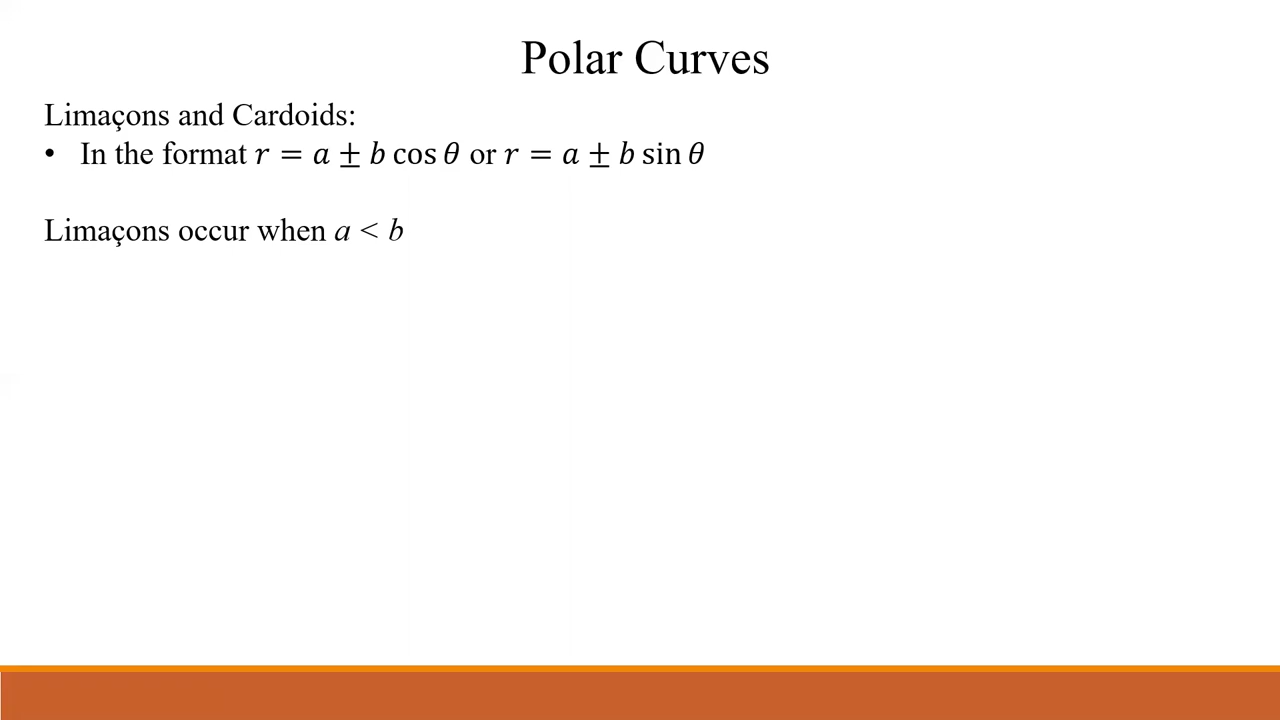 Polar Curves
Limaçons and Cardoids:
• In the format 𝑟 = 𝑎 ± 𝑏 cos 𝜃 or 𝑟 = 𝑎 ± 𝑏 sin 𝜃
Limaçons occur when a < b